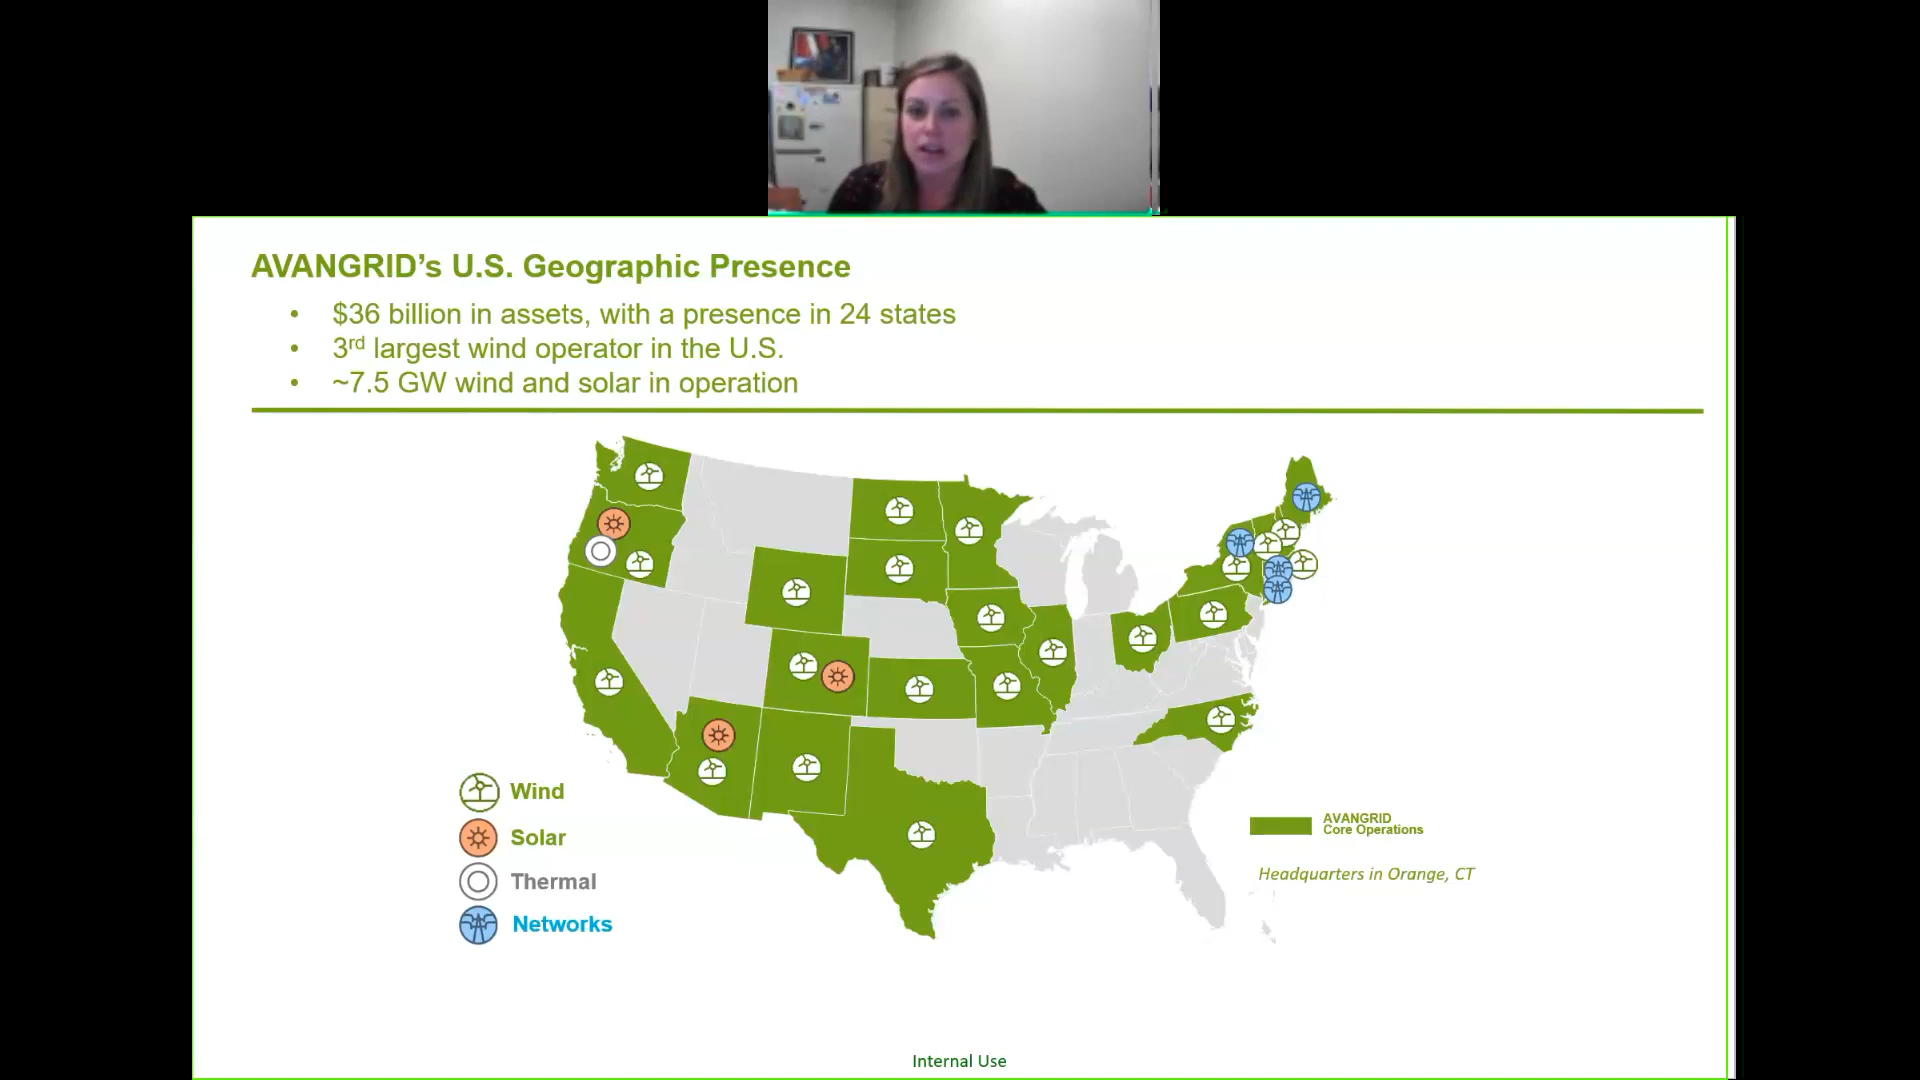 AVANGRID’s U.S. Geographic Presence
• $36 billion in assets, with a presence in 24 states
• 3rd largest wind operator in the U.S.
• ~7.5 GW wind and solar in operation
Wind
Solar
Thermal
Networks
AVANGRID
Core Operations
Headquarters in Orange, CT
Internal Use